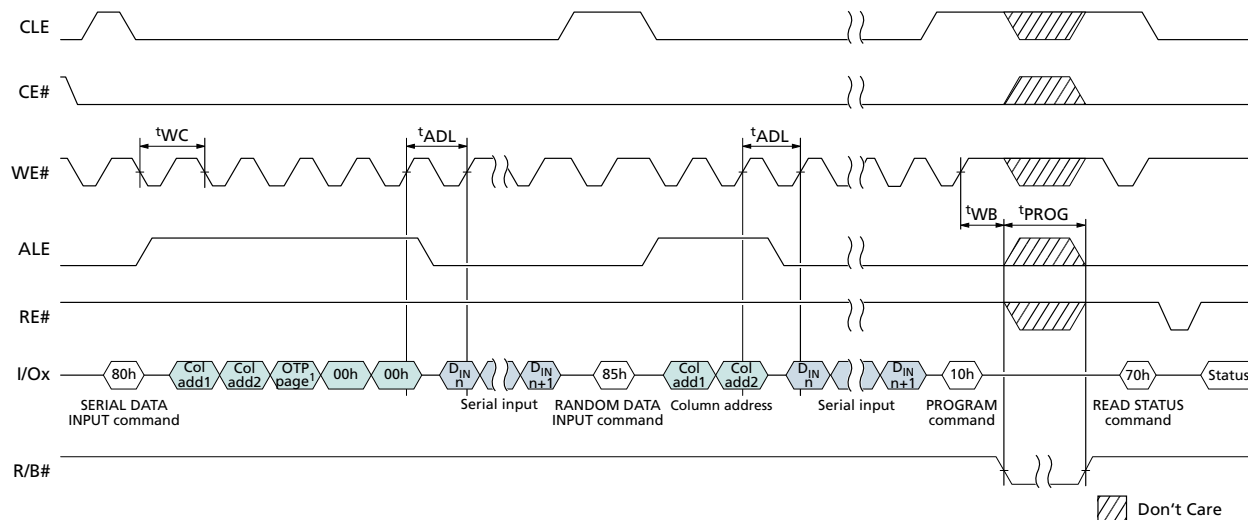 CLE
CE#
tWC
tADL
tADL
WE#
tWB
tPROG
ALE
RE#
I/Ox
80h
Col add1
Col add2
OTP page1
00h
00h
DIN n
DIN n+1
85h
Col add1
Col add2
DIN n
DIN n+1
10h
70h
Status
SERIAL DATA INPUT command
Serial input
RANDOM DATA INPUT command
Column address
Serial input
PROGRAM command
READ STATUS command
R/B#
Don't Care